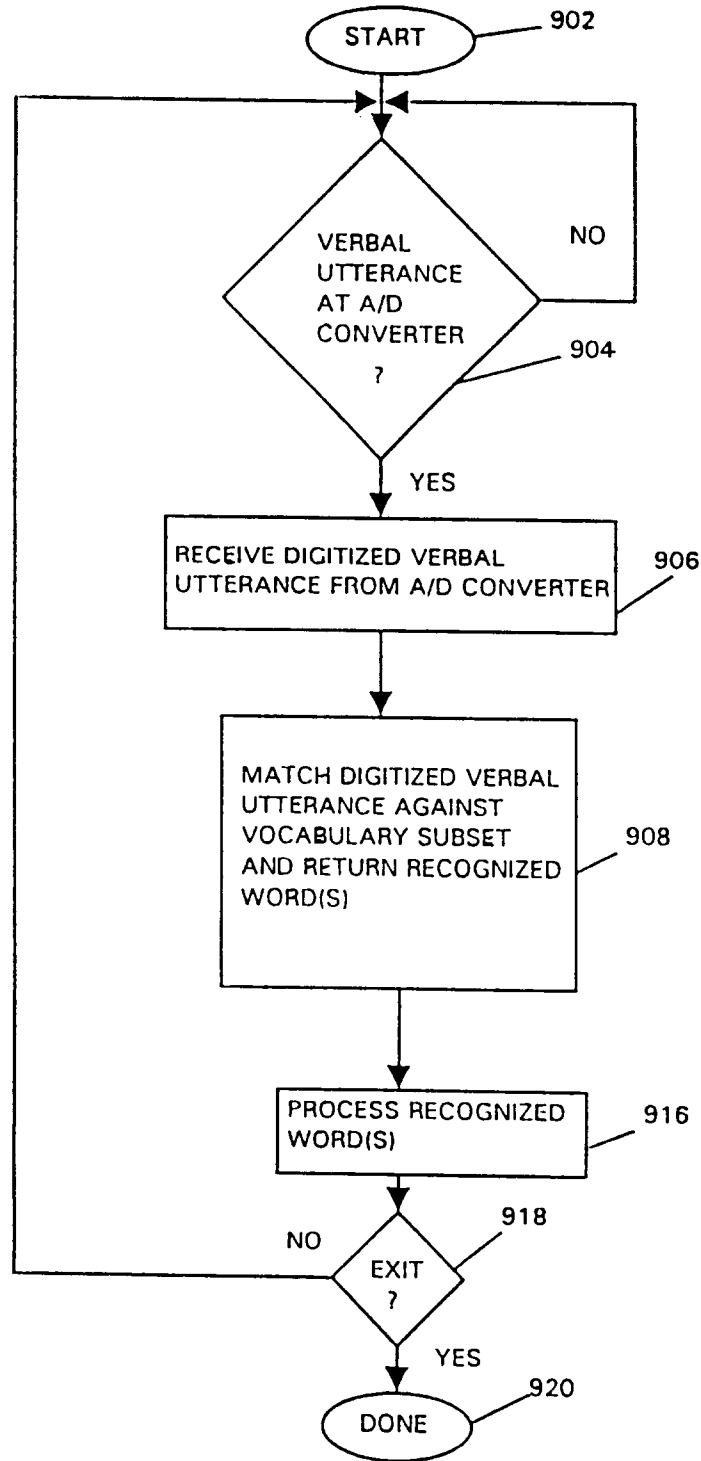 START
902
VERBAL
UTTERANCE
AT A/D
CONVERTER
?
NO
904
YES
RECEIVE DIGITIZED VERBAL
UTTERANCE FROM A/D CONVERTER
906
MATCH DIGITIZED VERBAL
UTTERANCE AGAINST
VOCABULARY SUBSET
AND RETURN RECOGNIZED
WORD(S)
908
PROCESS RECOGNIZED
WORD(S)
916
NO
918
EXIT
?
YES
920
DONE